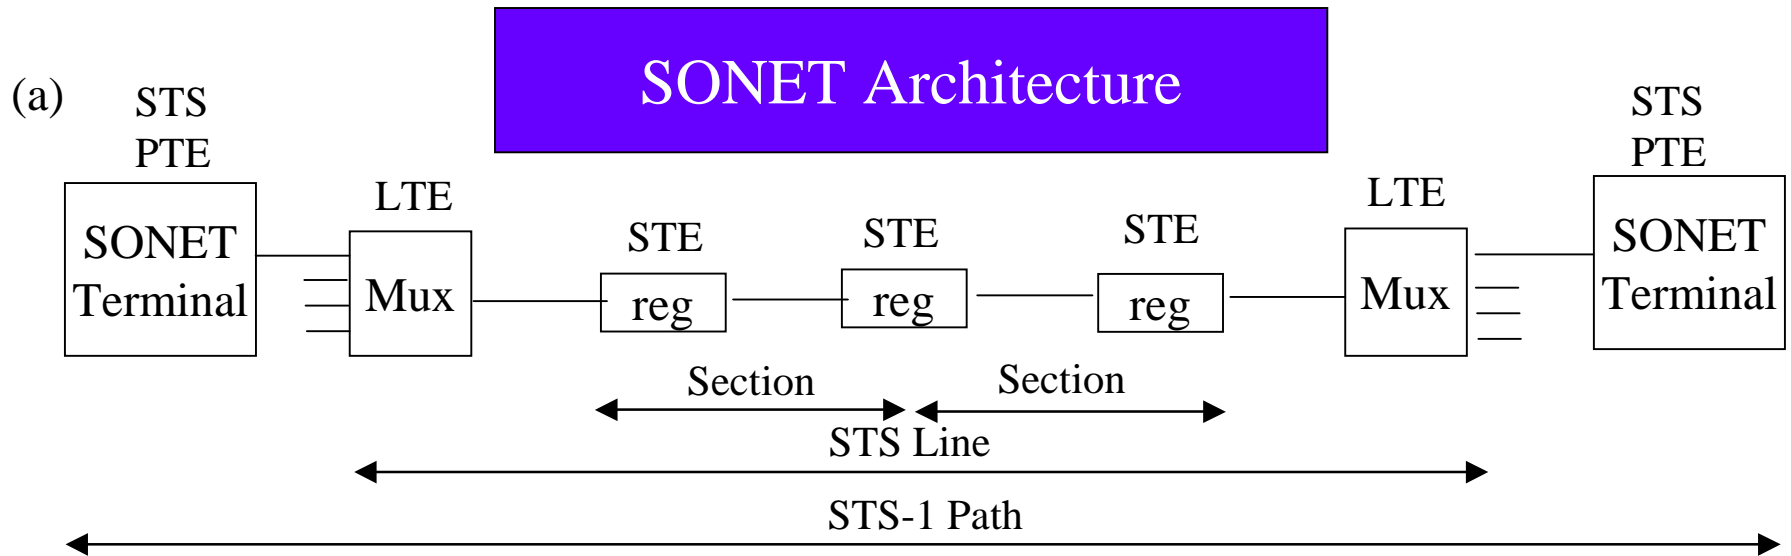 SONET Architecture
(a)
STS
PTE
SONET
Terminal
LTE
Mux
STE
reg
STE
reg
STE
reg
LTE
Mux
STS
PTE
SONET
Terminal
Section
Section
STS Line
STS-1 Path